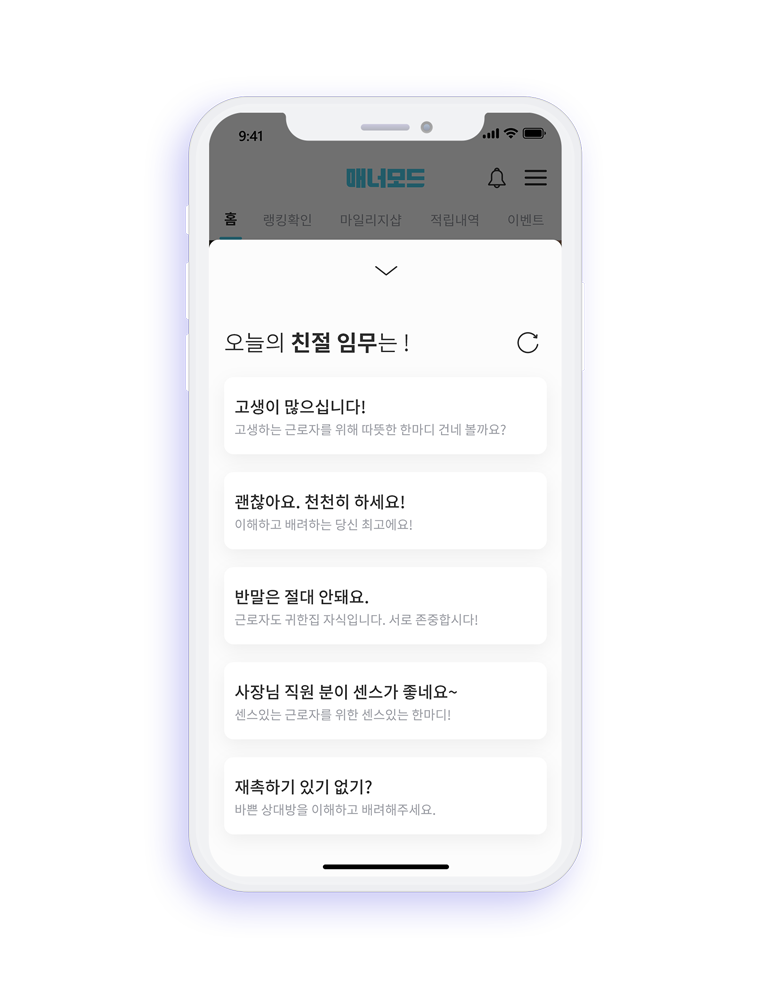 9:41
매너모드
홈 랭킹확인 마일리지샵 적립내역 이벤트
오늘의 친절 임무는 !
고생이 많으십니다!
고생하는 근로자를 위해 따뜻한 한마디 건네 볼까요?
괜찮아요. 천천히 하세요!
이해하고 배려하는 당신 최고에요!
반말은 절대 안돼요.
근로자도 귀한집 자식입니다. 서로 존중합시다!
사장님 직원 분이 센스가 좋네요~
센스있는 근로자를 위한 센스있는 한마디!
재촉하기 있기 없기?
바쁜 상대방을 이해하고 배려해주세요.